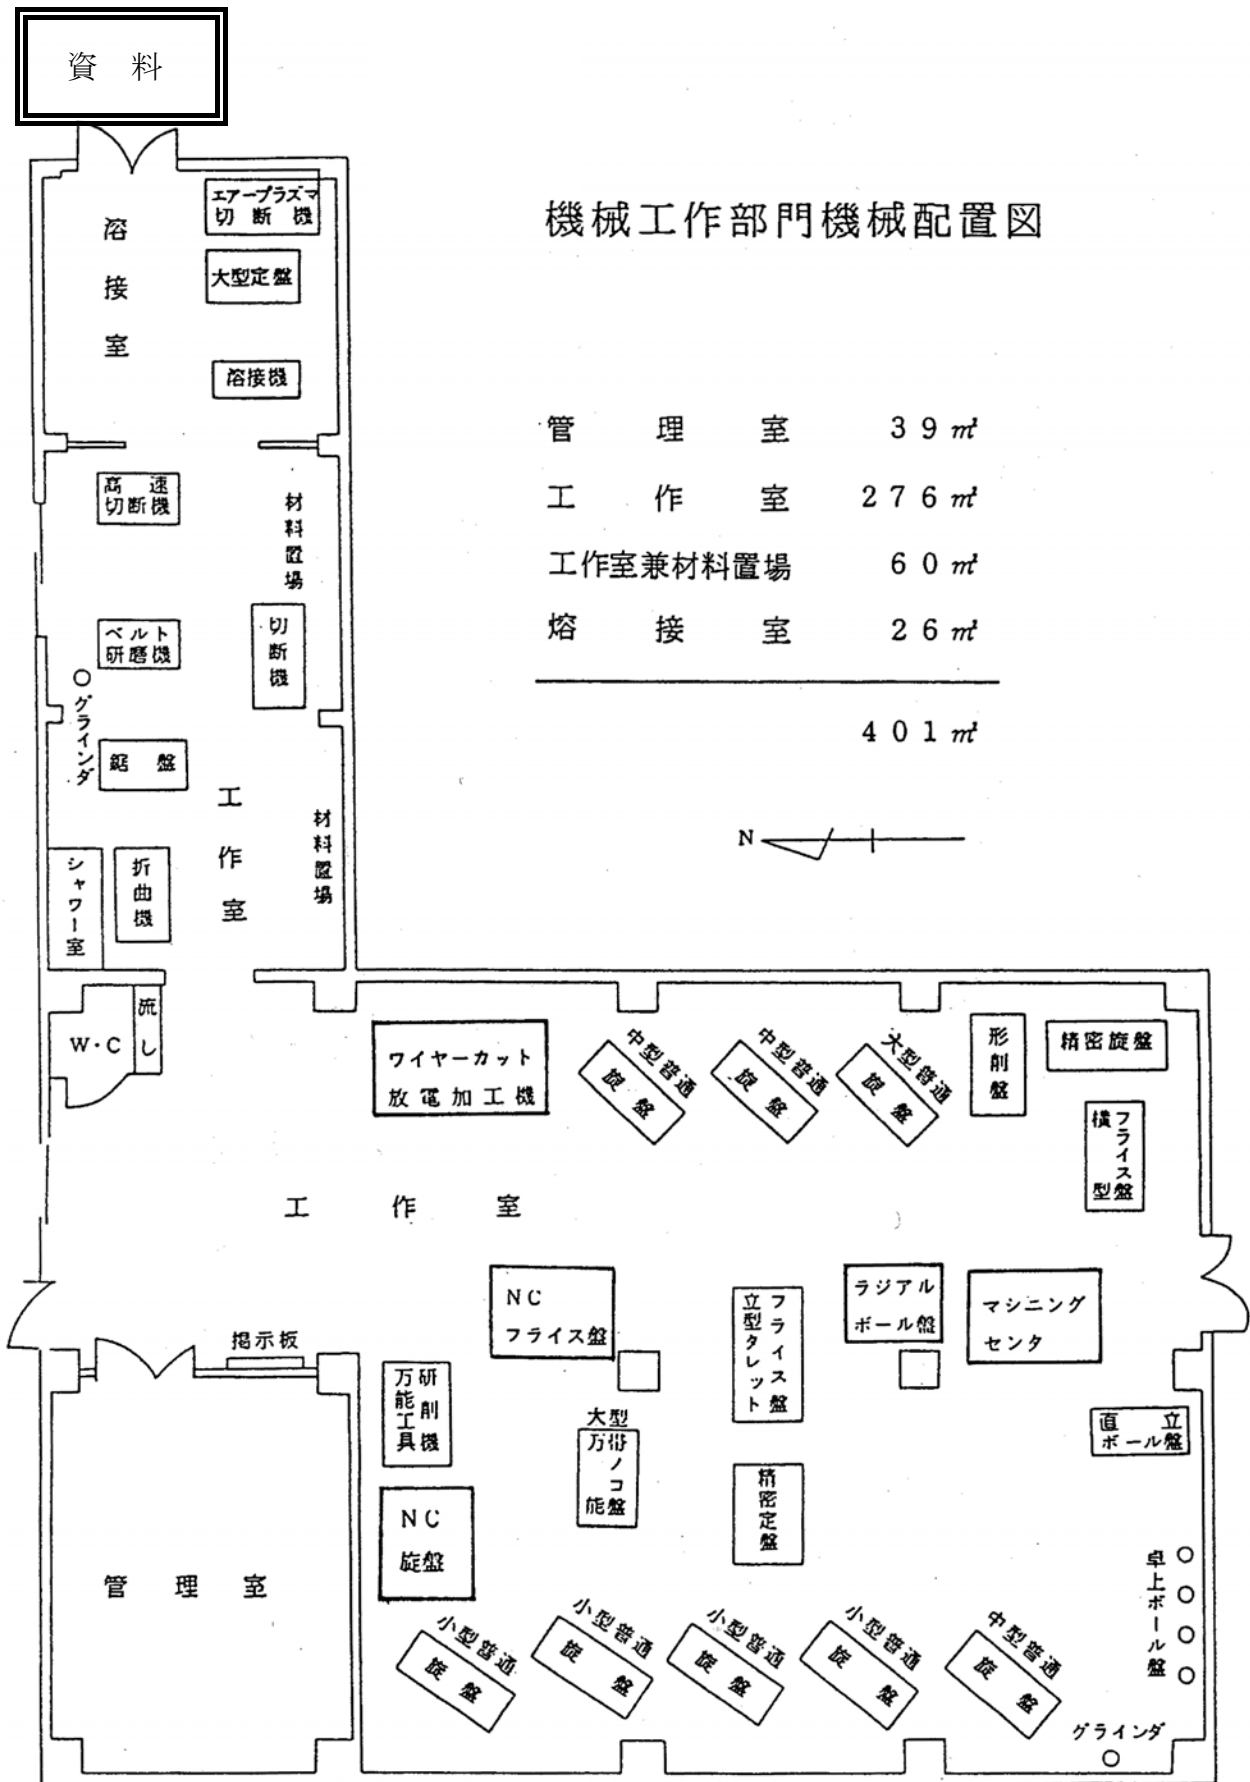 資 料
機械工作部門機械配置図
エアープラズマ
切断機
大型定盤
溶接機
溶接室
管理室 39㎡
工作室 276㎡
工作室兼材料置場 60㎡
熔接室 26㎡
401㎡
N
高速
切断機
材料置場
ベルト
研磨機
切断機
グラインダ
鋸盤
工作室
材料置場
シャワー室
折曲機
流し
W・C
ワイヤーカット
放電加工機
中型普通
旋盤
中型普通
旋盤
大型普通
旋盤
形削盤
精密旋盤
横型
フライス盤
工作室
NC
フライス盤
立型タレット
フライス盤
ラジアル
ボール盤
マシニング
センタ
掲示板
万能工具
研削機
大型
万能
帯ノコ盤
直立
ボール盤
精密定盤
NC
旋盤
管理室
卓上ボール盤
小型普通
旋盤
小型普通
旋盤
小型普通
旋盤
小型普通
旋盤
中型普通
旋盤
グラインダ